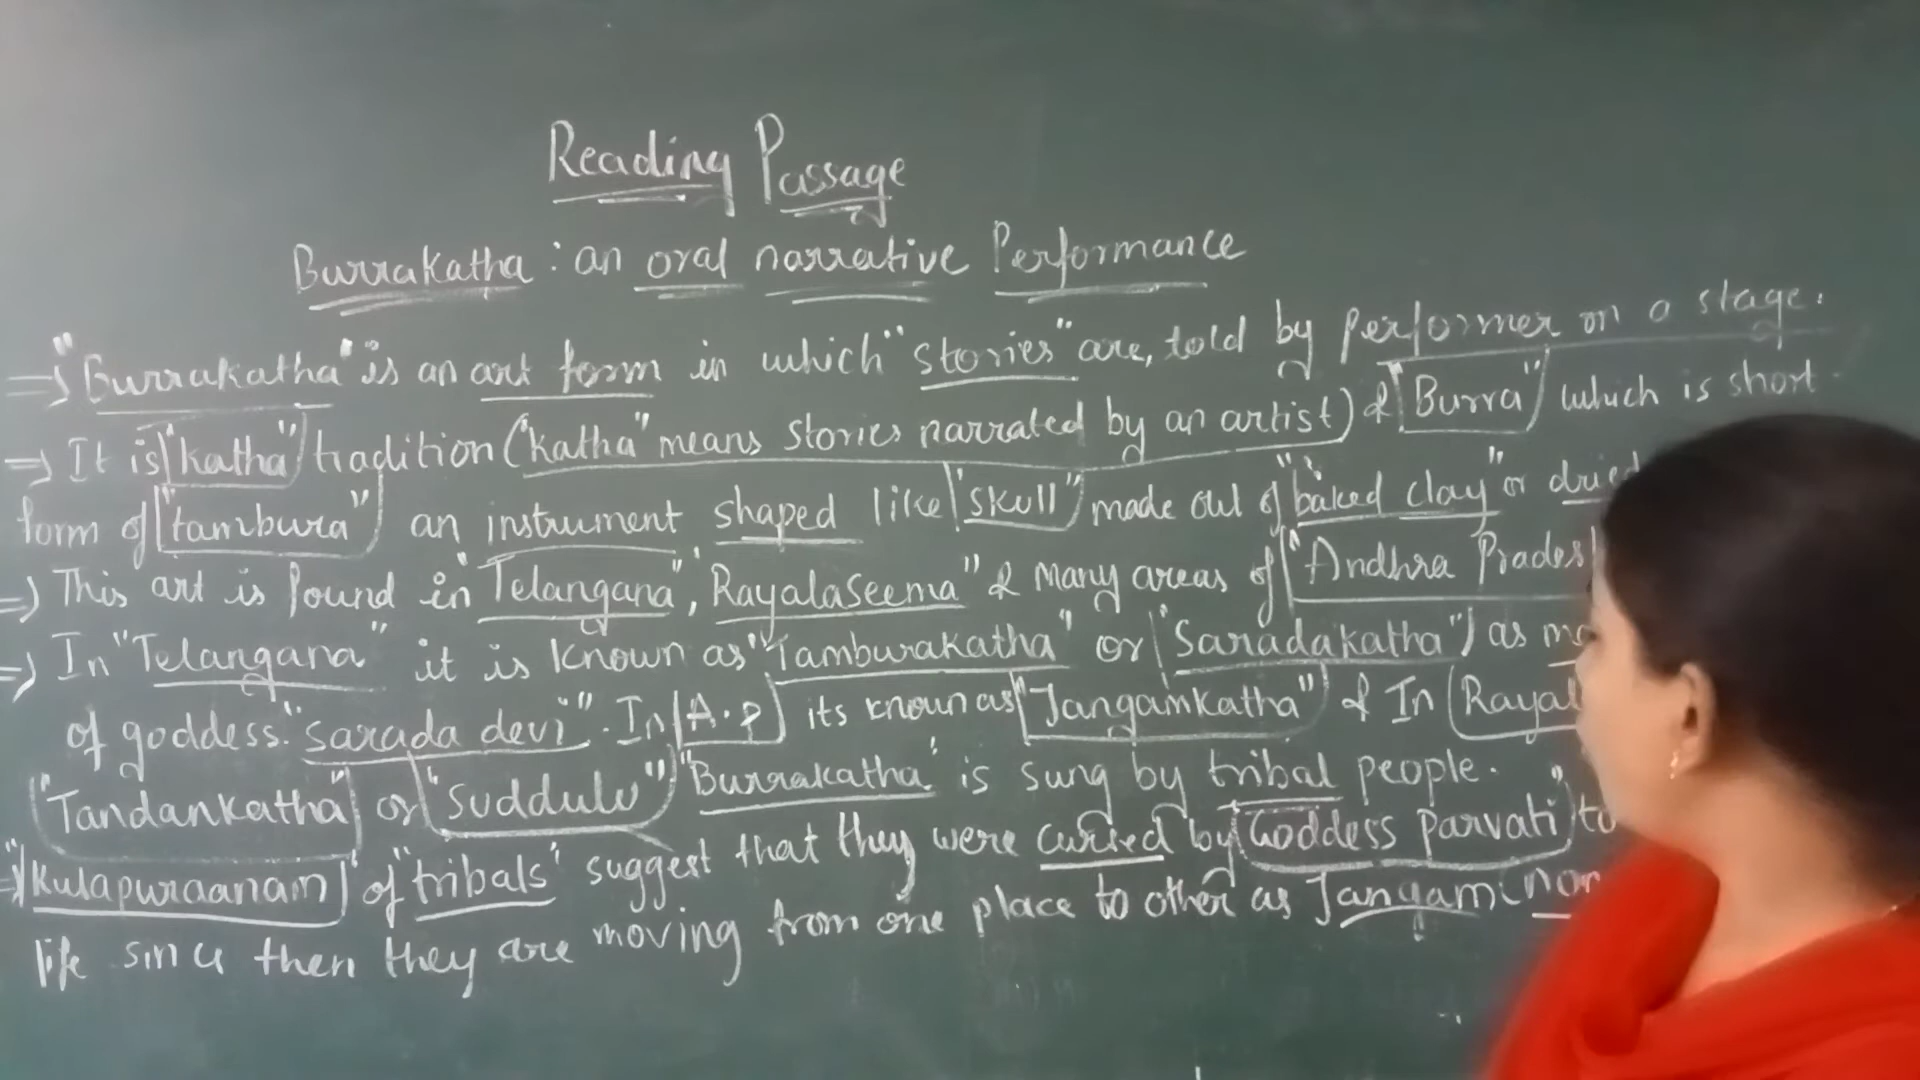 Reading Passage
Burrakatha : an oral narrative Performance
=> "Burrakatha" is an art form in which "stories" are, told by performer on a stage.
=> It is "katha" tradition ("katha" means stories narrated by an artist) & "Burra" which is short
form of "tambura" an instrument shaped like "skull" made out of "baked clay" or
=> This art is found in "Telangana", "Rayalaseema" & many areas of "Andhra
=> In "Telangana" it is known as "Tamburakatha" or "Saradakatha") as
of goddess. "sarada devi". In A.P its known as "Jangamkatha" & In
"Tandankatha" or "Suddulu" "Burrakatha' is sung by tribal people.
=> "Kulapuraanam" of "tribals" suggest that they were by "Goddess parvati" to
life since then they are moving from one place to other as Jangam